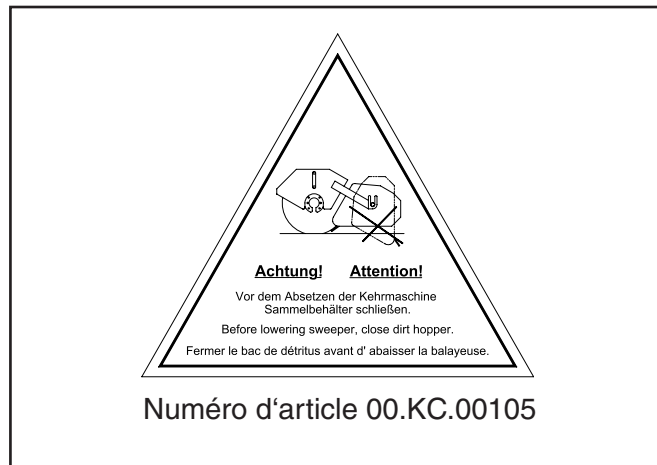 Achtung! Attention!
Vor dem Absetzen der Kehrmaschine
Sammelbehälter schließen.
Before lowering sweeper, close dirt hopper.
Fermer le bac de détritus avant d' abaisser la balayeuse.
Numéro d‘article 00.KC.00105